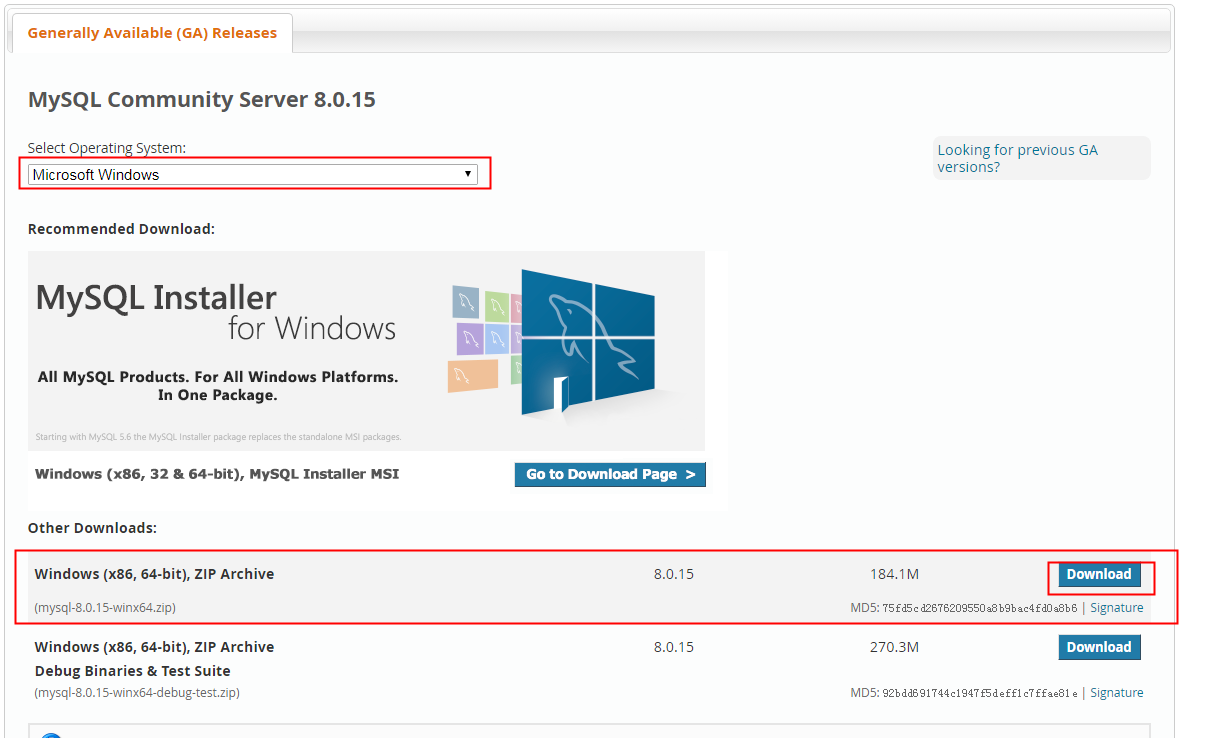 Generally Available (GA) Releases
MySQL Community Server 8.0.15
Select Operating System:
Looking for previous GA
versions?
Microsoft Windows
Recommended Download:
MySQL Installer
for Windows
All MySQL Products. For All Windows Platforms.
In One Package.
Starting with MySQL 5.6 the MySQL Installer package replaces the standalone MSI packages.
Windows (x86, 32 & 64-bit), MySQL Installer MSI
Go to Download Page >
Other Downloads:
Windows (x86, 64-bit), ZIP Archive 8.0.15 184.1M Download
(mysql-8.0.15-winx64.zip) MD5: 75fd5cd2676209550a8b9bac4fd0a8b6 | Signature
Windows (x86, 64-bit), ZIP Archive 8.0.15 270.3M Download
Debug Binaries & Test Suite
(mysql-8.0.15-winx64-debug-test.zip) MD5: 92bdd691744c1947f5deff1c7ffae81e | Signature